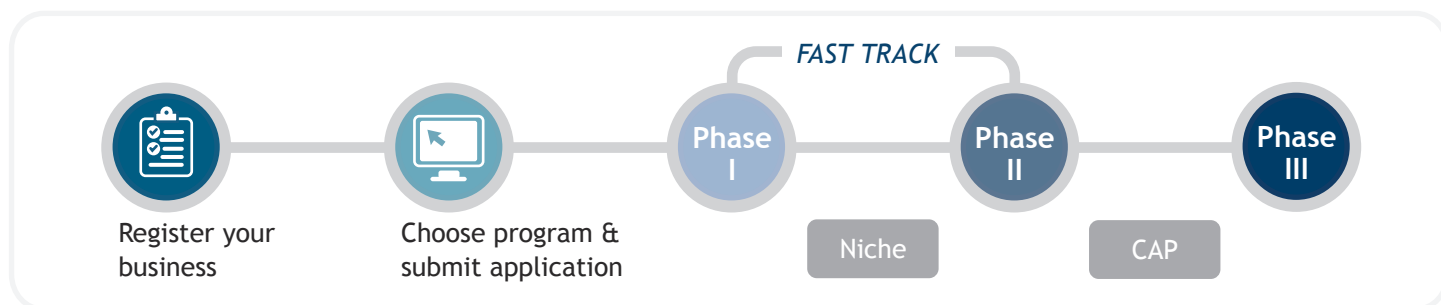 FAST TRACK
Phase
I
Phase
II
Phase
III
Register your
business
Choose program &
submit application
Niche
CAP